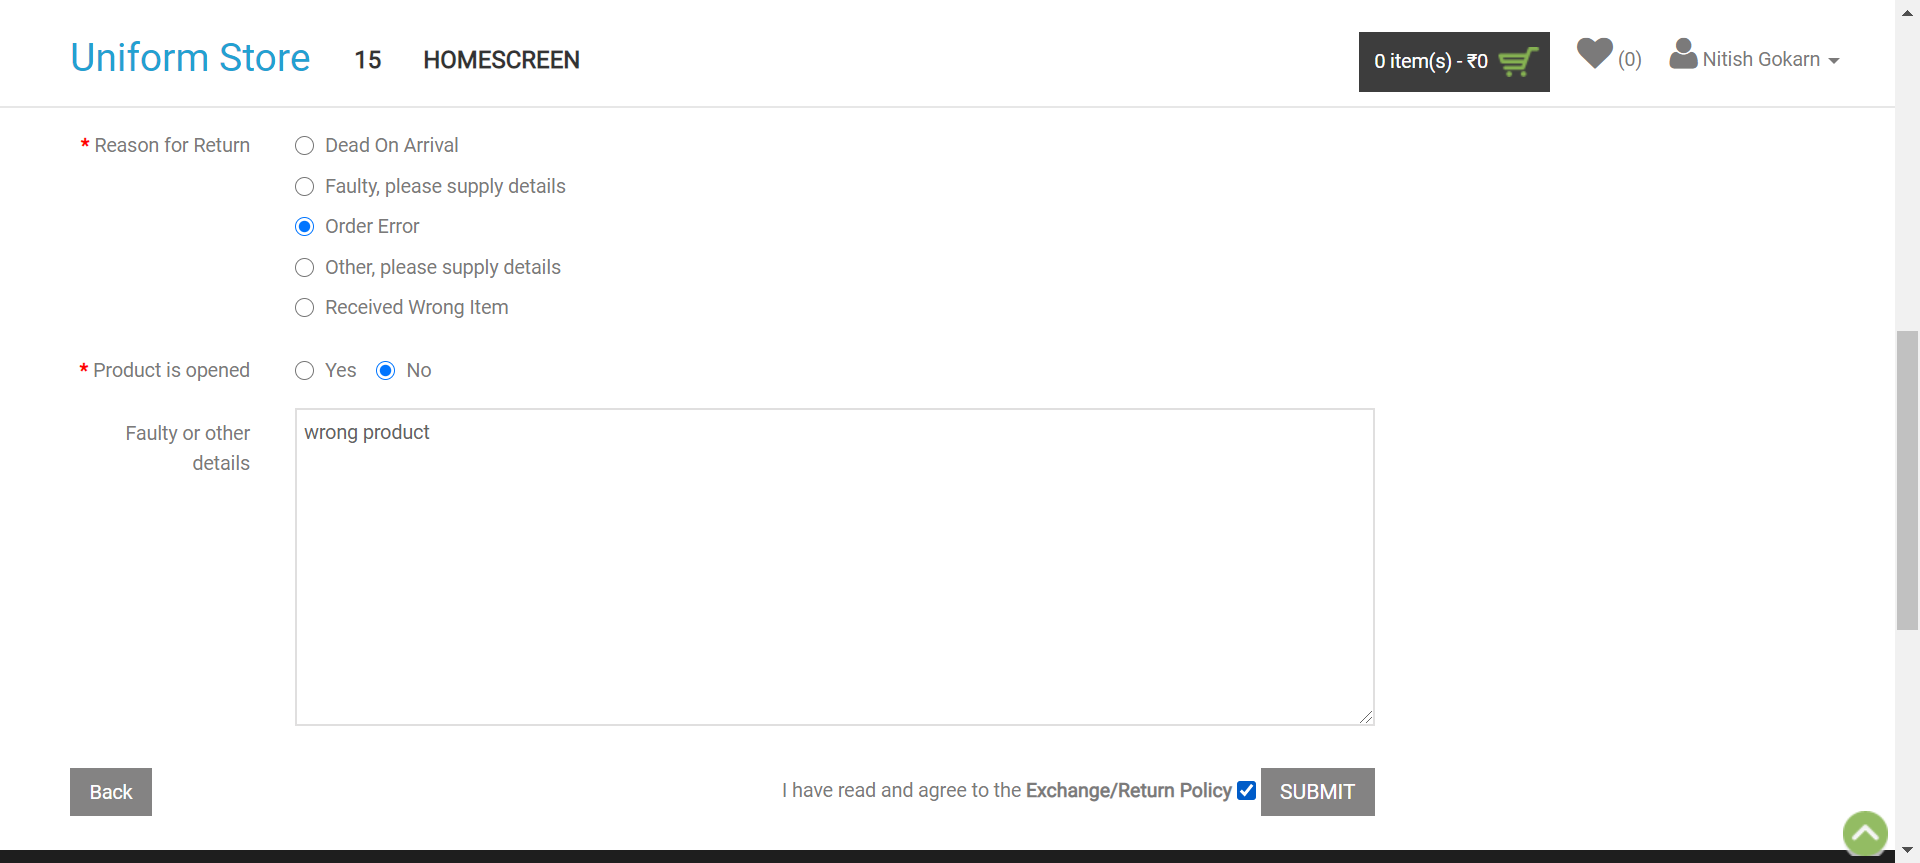 Uniform Store 15 HOMESCREEN 0 item(s) - ₹0 (0) Nitish Gokarn
* Reason for Return
Dead On Arrival
Faulty, please supply details
Order Error
Other, please supply details
Received Wrong Item
* Product is opened Yes No
Faulty or other
details
wrong product
Back I have read and agree to the Exchange/Return Policy SUBMIT